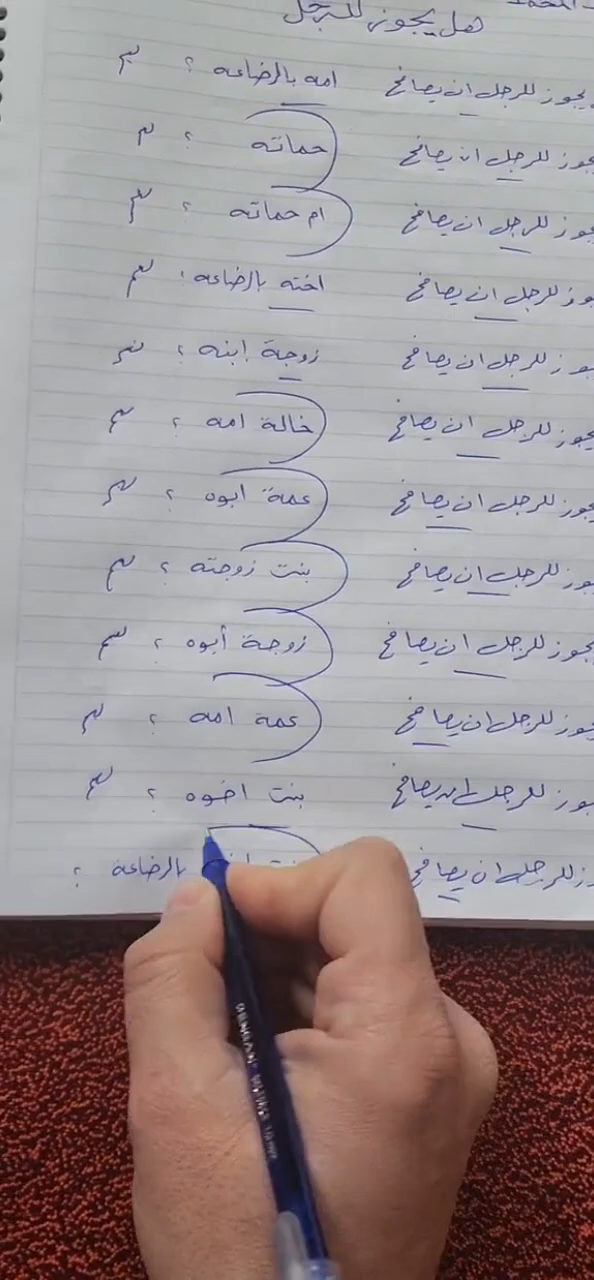 هل يجوز للرجل
يجوز للرجل ان يصافح امه بالرضاعه ؟ نعم
يجوز للرجل ان يصافح حماته ؟ نعم
يجوز للرجل ان يصافح ام حماته ؟ نعم
يجوز للرجل ان يصافح اخته بالرضاعه ؟ نعم
يجوز للرجل ان يصافح زوجة إبنه ؟ نعم
يجوز للرجل ان يصافح خالة امه ؟ نعم
يجوز للرجل ان يصافح عمة ابوه ؟ نعم
يجوز للرجل ان يصافح بنت زوجته ؟ نعم
يجوز للرجل ان يصافح زوجة أبوه ؟ نعم
يجوز للرجل ان يصافح عمة امه ؟ نعم
يجوز للرجل ان يصافح بنت اخوه ؟ نعم
للرجل ان يصافح بالرضاعة ؟